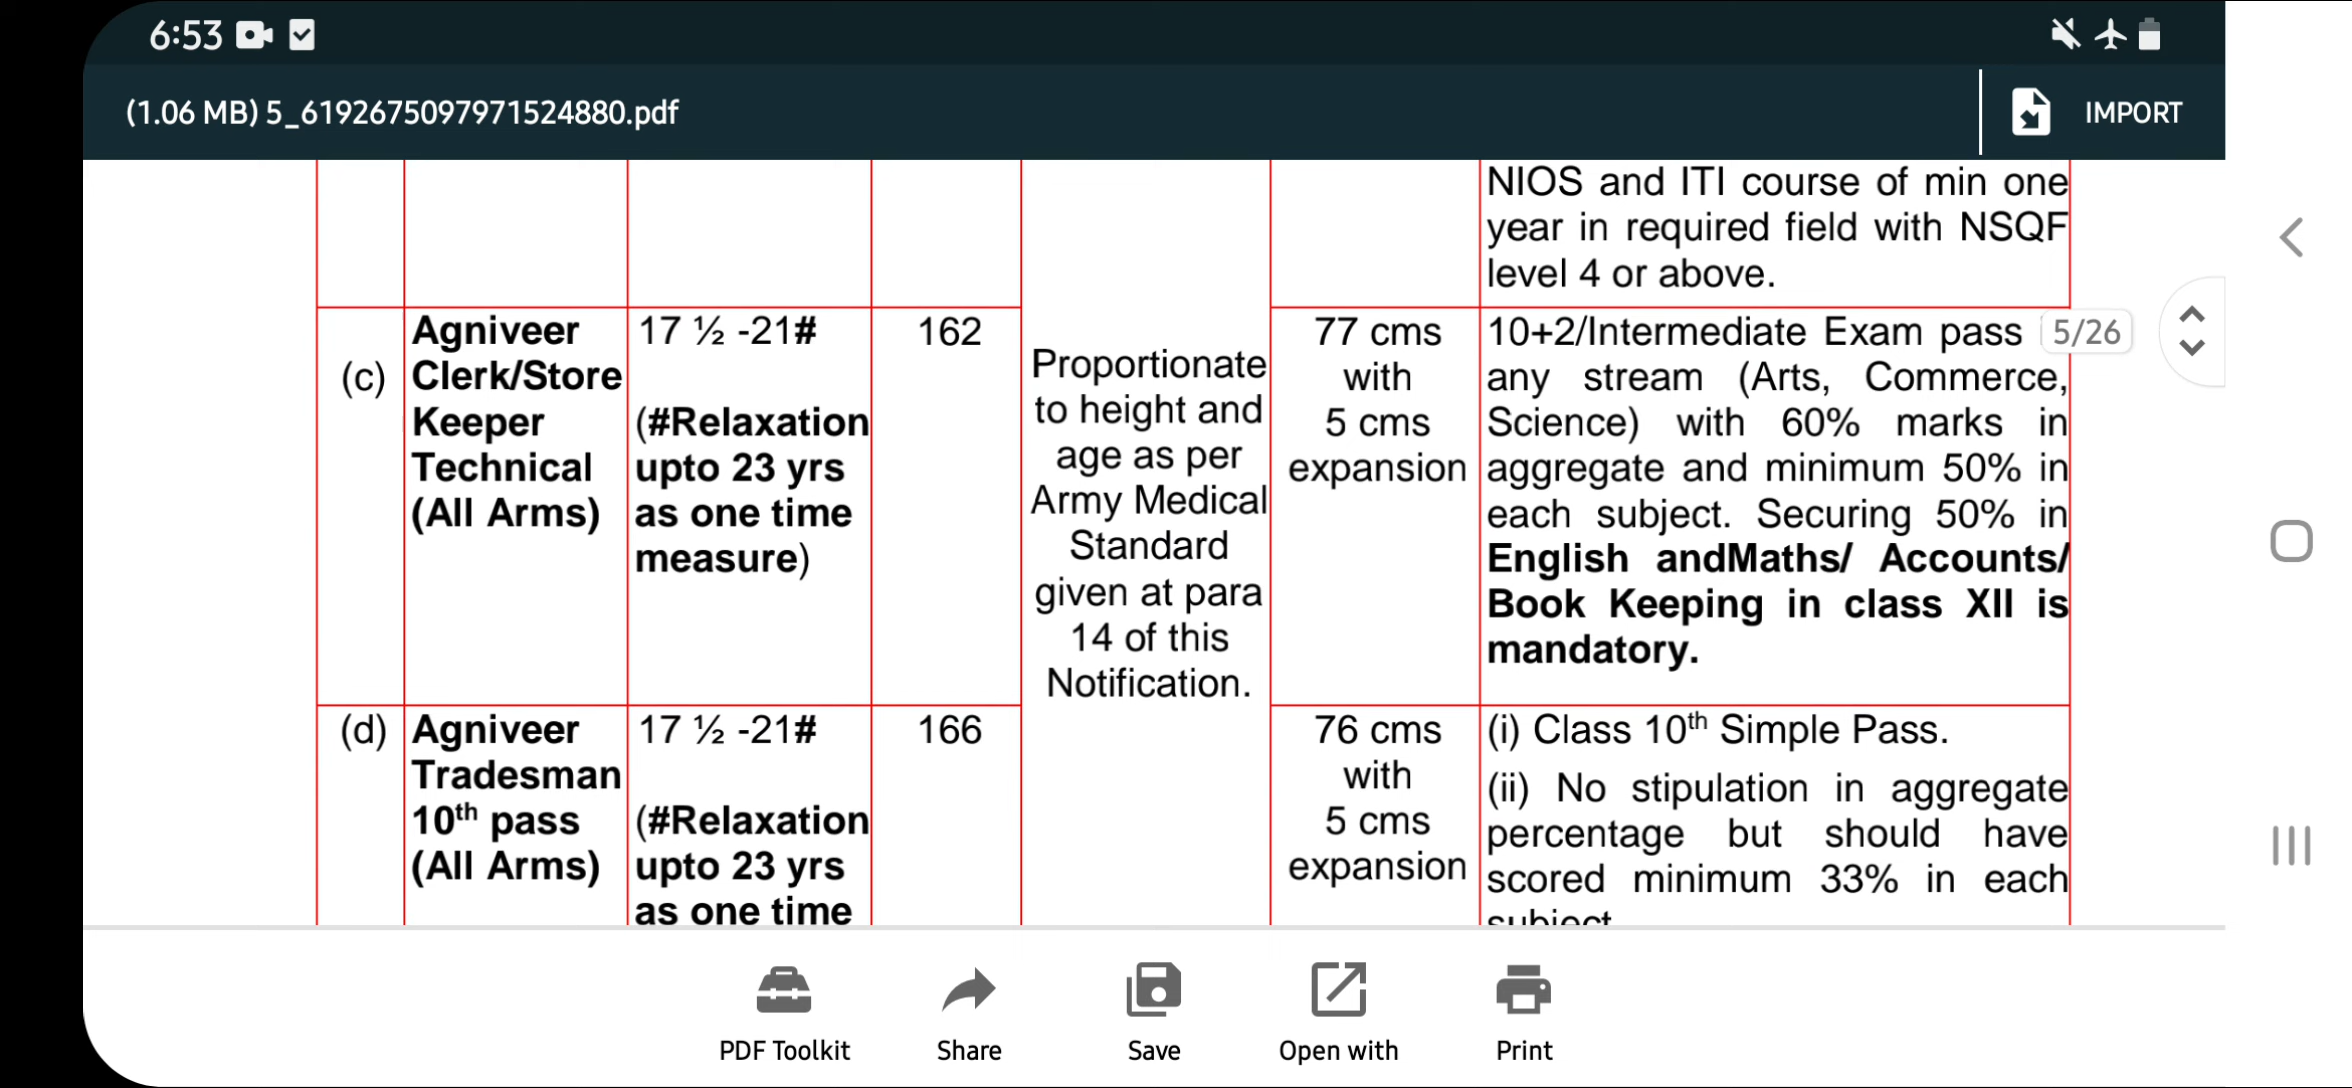 6:53
(1.06 MB) 5_6192675097971524880.pdf
IMPORT
NIOS and ITI course of min one
year in required field with NSQF
level 4 or above.
(c)
Agniveer
Clerk/Store
Keeper
Technical
(All Arms)
17 ½ -21#
(#Relaxation
upto 23 yrs
as one time
measure)
162
Proportionate
to height and
age as per
Army Medical
Standard
given at para
14 of this
Notification.
77 cms
with
5 cms
expansion
10+2/Intermediate Exam pass
any stream (Arts, Commerce,
Science) with 60% marks in
aggregate and minimum 50% in
each subject. Securing 50% in
English andMaths/ Accounts/
Book Keeping in class XII is
mandatory.
5/26
(d)
Agniveer
Tradesman
10th pass
(All Arms)
17 ½ -21#
(#Relaxation
upto 23 yrs
as one time
166
76 cms
with
5 cms
expansion
(i) Class 10th Simple Pass.
(ii) No stipulation in aggregate
percentage but should have
scored minimum 33% in each
subject
PDF Toolkit
Share
Save
Open with
Print